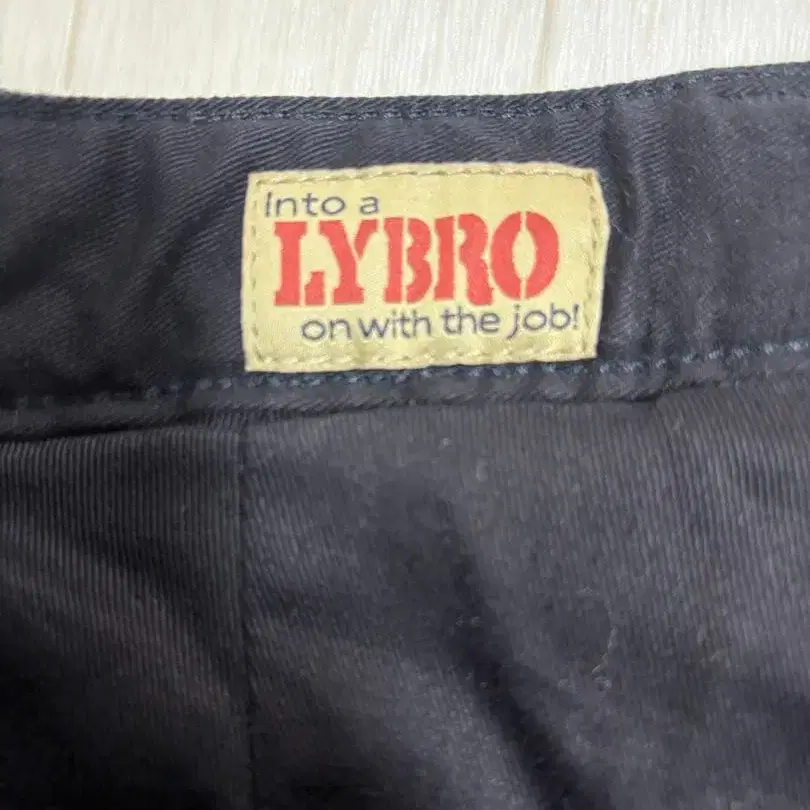 Into a
LYBRO
on with the job!